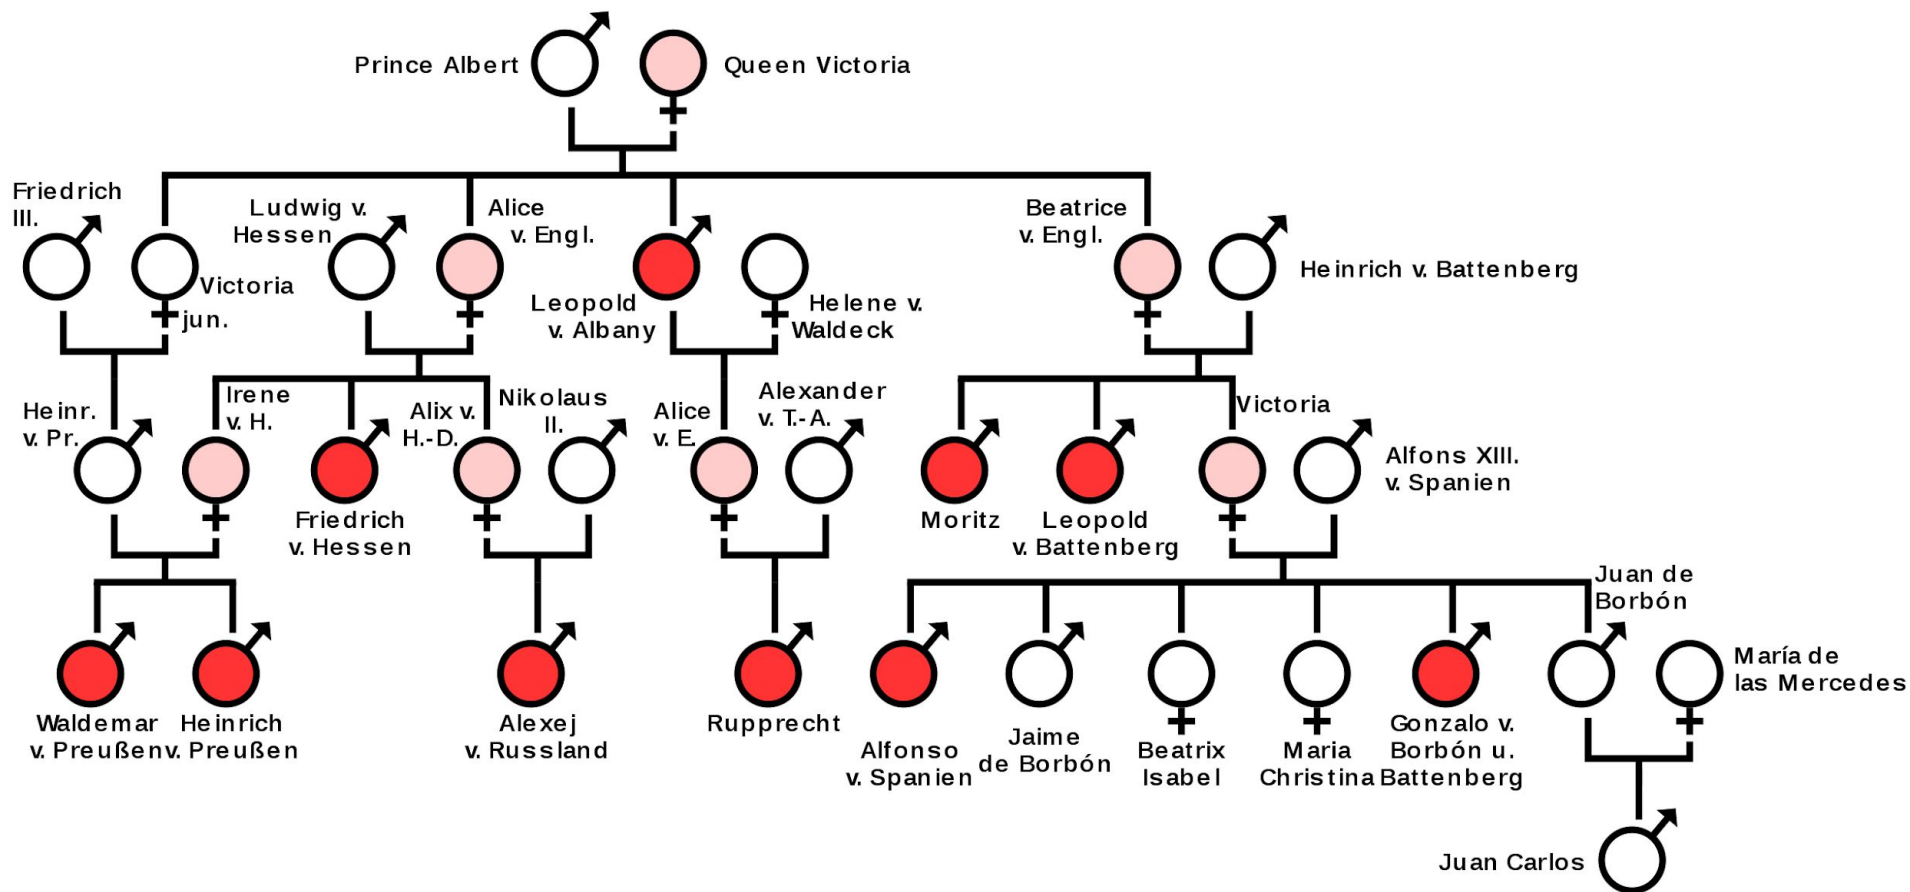 Prince Albert
Queen Victoria
Friedrich
III.
Victoria
jun.
Ludwig v.
Hessen
Alice
v. Engl.
Leopold
v. Albany
Helene v.
Waldeck
Beatrice
v. Engl.
Heinrich v. Battenberg
Heinr.
v. Pr.
Irene
v. H.
Friedrich
v. Hessen
Alix v.
H.-D.
Nikolaus
II.
Alice
v. E.
Alexander
v. T.-A.
Moritz
Leopold
v. Battenberg
Victoria
Alfons XIII.
v. Spanien
Waldemar
v. Preußen
Heinrich
v. Preußen
Alexej
v. Russland
Rupprecht
Alfonso
v. Spanien
Jaime
de Borbón
Beatrix
Isabel
Maria
Christina
Gonzalo v.
Borbón u.
Battenberg
Juan de
Borbón
María de
las Mercedes
Juan Carlos